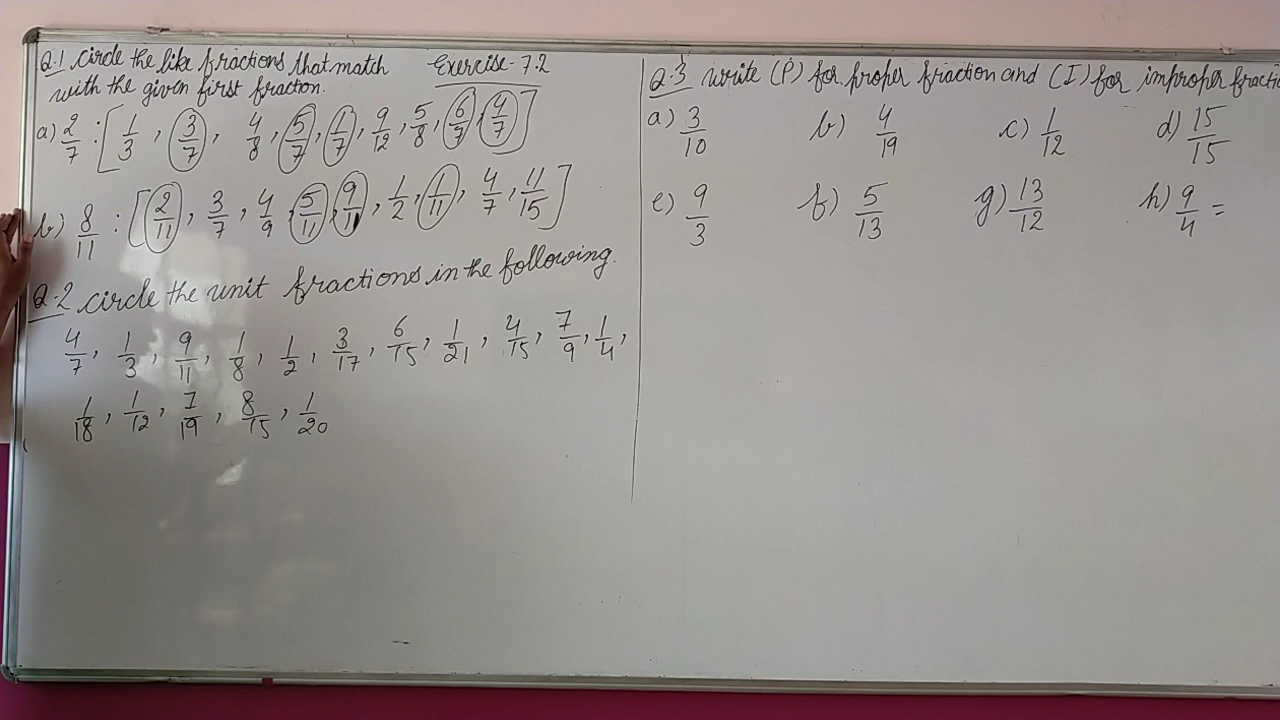 Q.1 Circle the like fractions that match Exercise-7.2
with the given first fraction.
a) 2/7 : [1/3, 3/7, 4/8, 5/7, 1/7, 9/12, 5/8, 6/7, 4/7]
b) 8/11 : [2/11, 3/7, 4/9, 5/11, 9/11, 1/2, 1/11, 4/7, 11/15]
Q.2 circle the unit fractions in the following.
4/7, 1/3, 9/11, 1/8, 1/2, 3/17, 6/15, 1/21, 4/15, 7/9, 1/4,
1/18, 1/12, 7/19, 8/15, 1/20
Q.3 write (P) for proper fraction and (I) for improper fractio
a) 3/10 b) 4/19 c) 1/12 d) 15/15
e) 9/3 f) 5/13 g) 13/12 h) 9/4 =